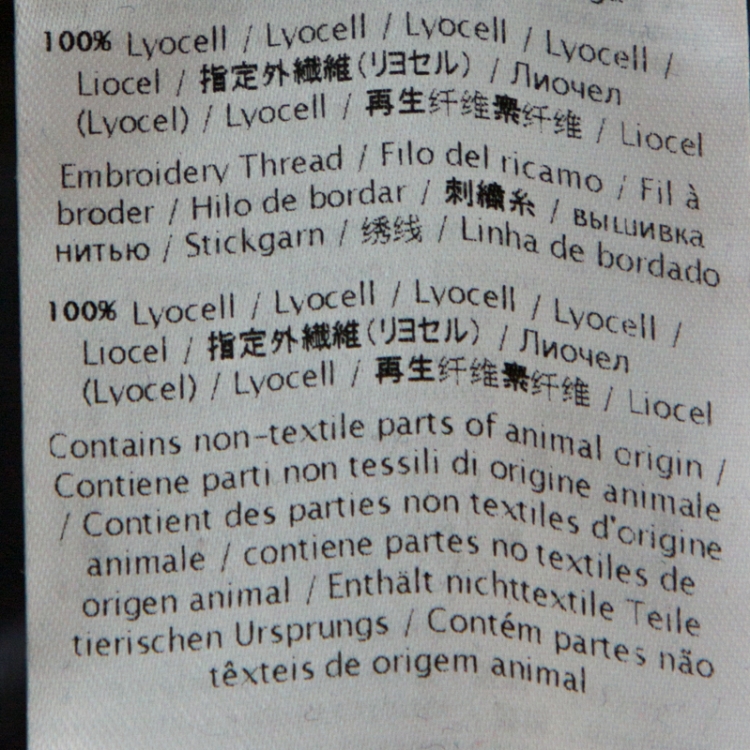 100% Lyocell / Lyocell / Lyocell / Lyocell /
Liocel / 指定外繊維(リヨセル) / Лиочел
(Lyocel) / Lyocell / 再生纤维素纤维 / Liocel
Embroidery Thread / Filo del ricamo / Fil à
broder / Hilo de bordar / 刺繍糸 / вышивка
нитью / Stickgarn / 绣线 / Linha de bordado
100% Lyocell / Lyocell / Lyocell / Lyocell /
Liocel / 指定外繊維(リヨセル) / Лиочел
(Lyocel) / Lyocell / 再生纤维素纤维 / Liocel
Contains non-textile parts of animal origin /
Contiene parti non tessili di origine animale
/ Contient des parties non textiles d'origine
animale / contiene partes no textiles de
origen animal / Enthält nichttextile Teile
tierischen Ursprungs / Contém partes não
têxteis de origem animal